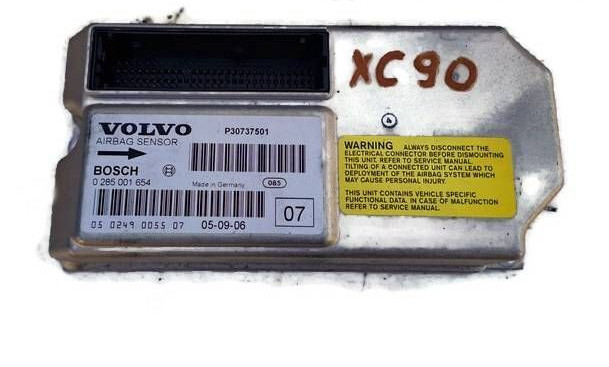 XC90
VOLVO
AIRBAG SENSOR
P30737501
BOSCH
0 285 001 654
Made in Germany
085
07
05 0249 0055 07
05-09-06
WARNING ALWAYS DISCONNECT THE
ELECTRICAL CONNECTOR BEFORE DISMOUNTING
THIS UNIT. REFER TO SERVICE MANUAL.
TILTING OF A CONNECTED UNIT CAN LEAD TO
DEPLOYMENT OF THE AIRBAG SYSTEM WHICH
MAY CAUSE PERSONAL INJURY.
THIS UNIT CONTAINS VEHICLE SPECIFIC
FUNCTIONAL DATA. IN CASE OF MALFUNCTION
REFER TO SERVICE MANUAL.